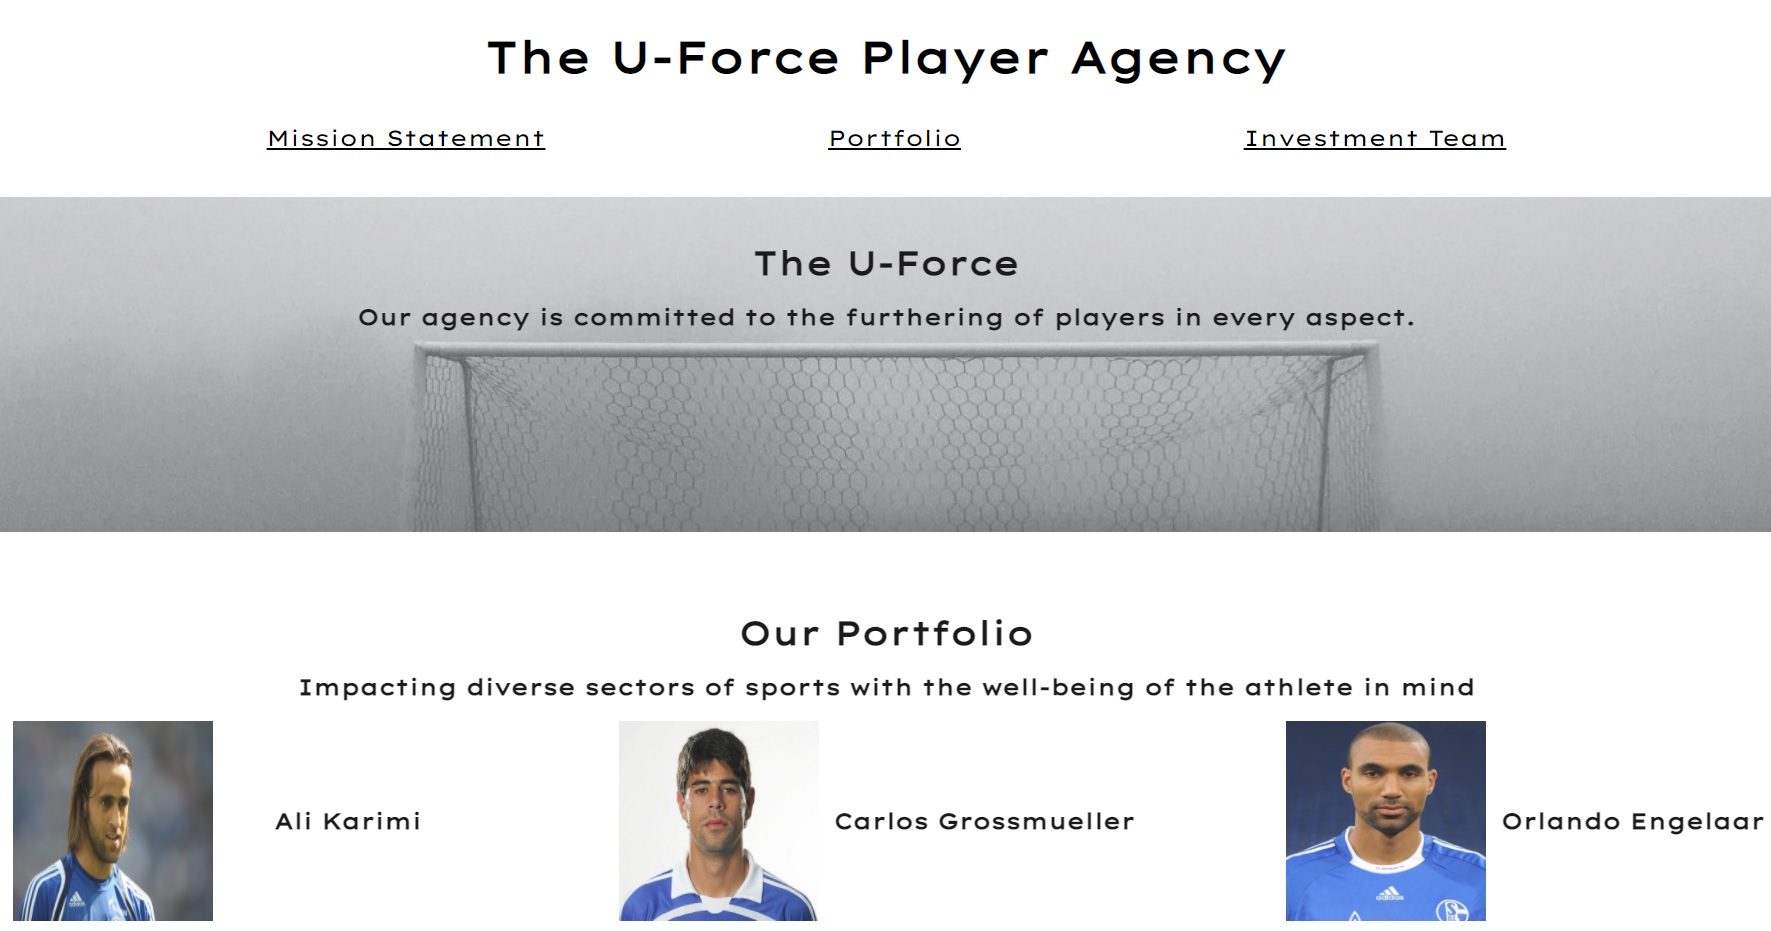 The U-Force Player Agency
Mission Statement Portfolio Investment Team
The U-Force
Our agency is committed to the furthering of players in every aspect.
Our Portfolio
Impacting diverse sectors of sports with the well-being of the athlete in mind
Ali Karimi Carlos Grossmueller Orlando Engelaar
adidas